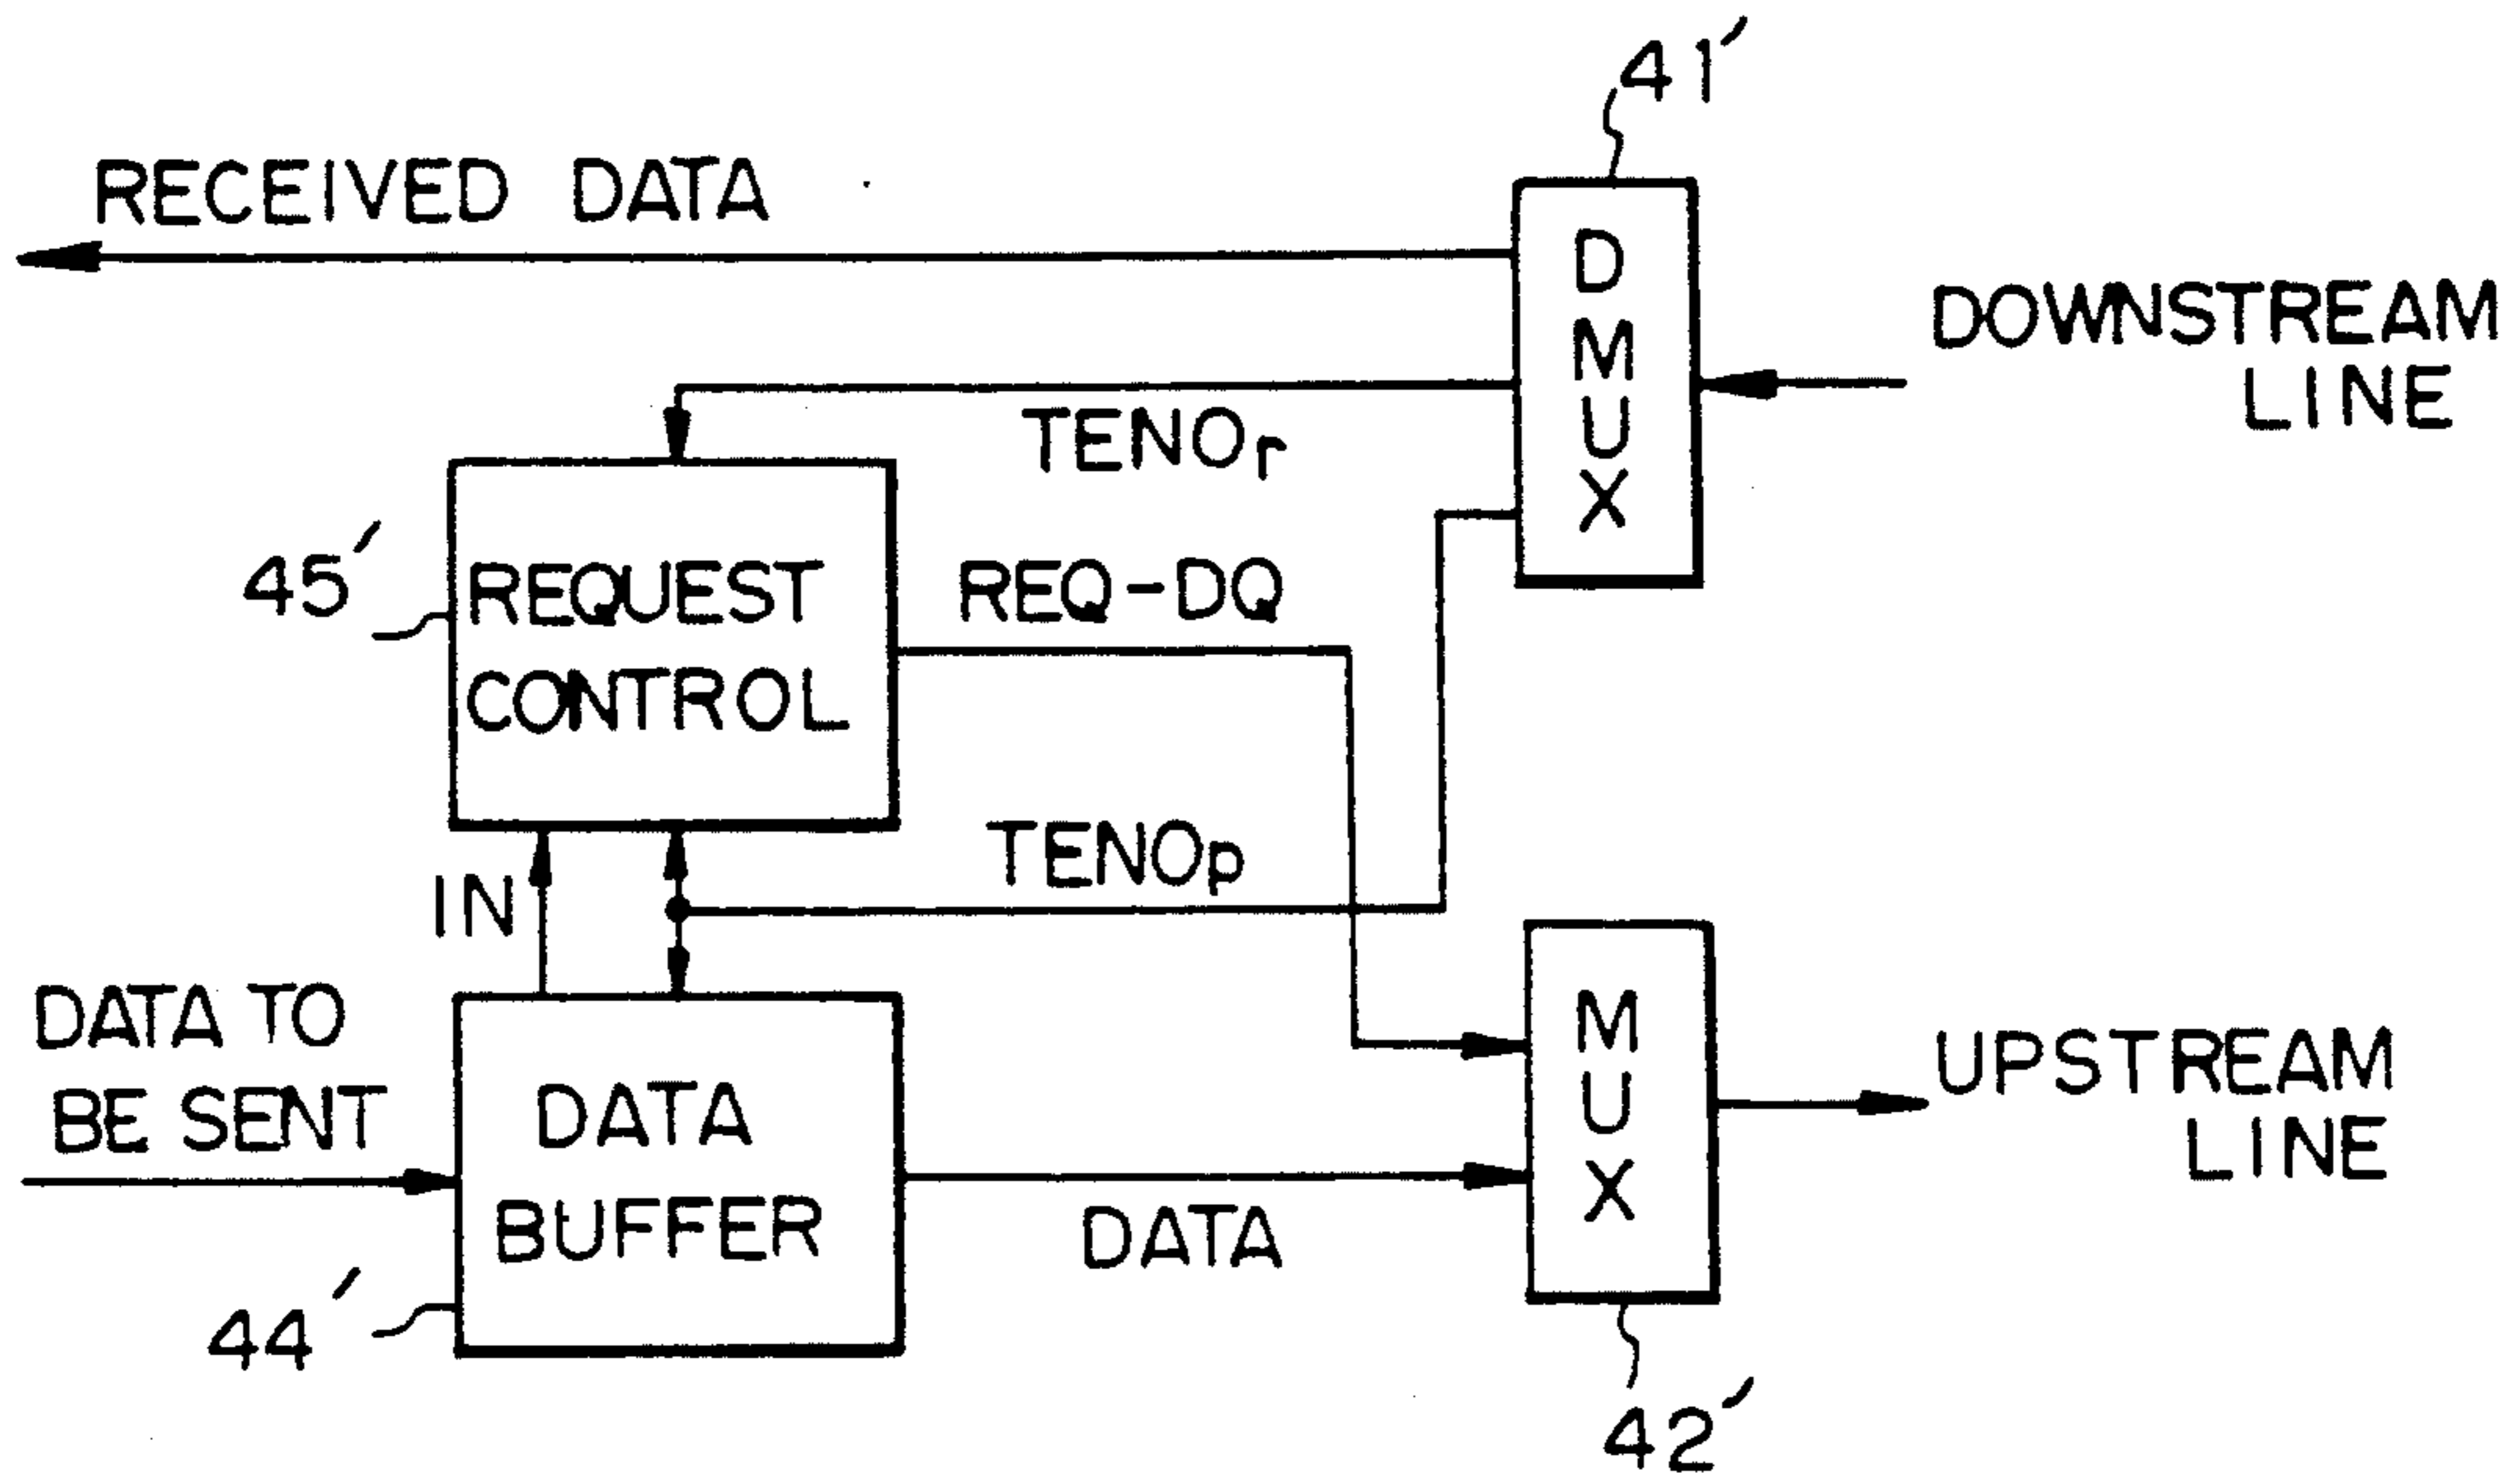 41'
RECEIVED DATA
D
M
U
X
DOWNSTREAM
LINE
TENOr
45'
REQUEST
CONTROL
REQ-DQ
TENOp
IN
DATA TO
BE SENT
DATA
BUFFER
M
U
X
UPSTREAM
LINE
DATA
44'
42'